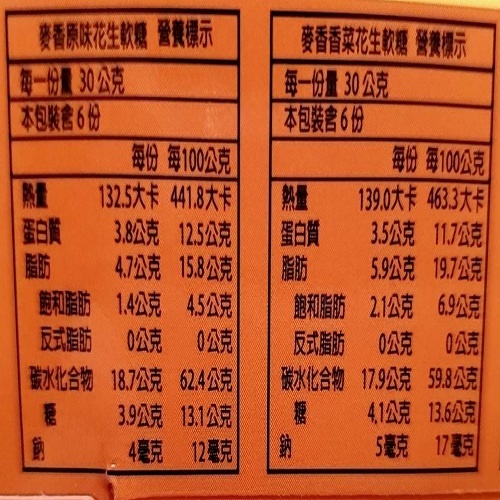 麥香原味花生軟糖 營養標示
每一份量 30公克
本包裝含6份
每份 每100公克
熱量 132.5大卡 441.8大卡
蛋白質 3.8公克 12.5公克
脂肪 4.7公克 15.8公克
飽和脂肪 1.4公克 4.5公克
反式脂肪 0公克 0公克
碳水化合物 18.7公克 62.4公克
糖 3.9公克 13.1公克
鈉 4毫克 12毫克
麥香香菜花生軟糖 營養標示
每一份量 30公克
本包裝含6份
每份 每100公克
熱量 139.0大卡 463.3大卡
蛋白質 3.5公克 11.7公克
脂肪 5.9公克 19.7公克
飽和脂肪 2.1公克 6.9公克
反式脂肪 0公克 0公克
碳水化合物 17.9公克 59.8公克
糖 4.1公克 13.6公克
鈉 5毫克 17毫克